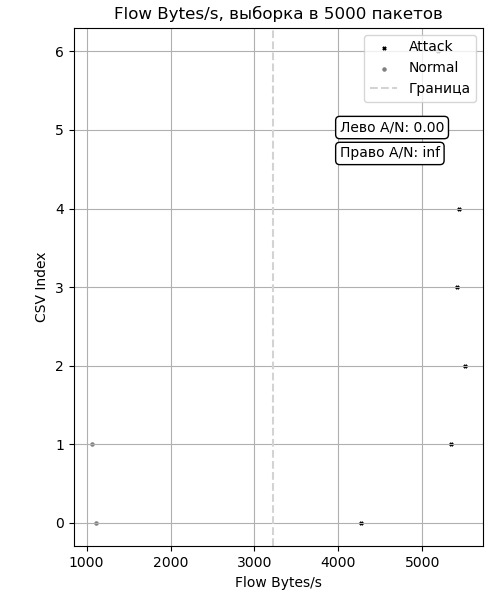 Flow Bytes/s, выборка в 5000 пакетов
Attack
Normal
Граница
Лево A/N: 0.00
Право A/N: inf
CSV Index
6
5
4
3
2
1
0
1000 2000 3000 4000 5000
Flow Bytes/s